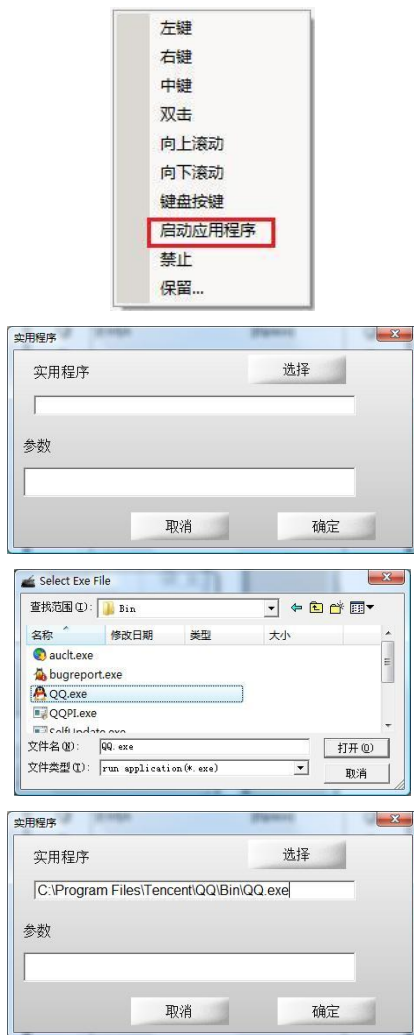 左键
右键
中键
双击
向上滚动
向下滚动
键盘按键
启动应用程序
禁止
保留...
实用程序
实用程序
选择
参数
取消
确定
Select Exe File
查找范围(I):
Bin
名称
修改日期
类型
大小
auclt.exe
bugreport.exe
QQ.exe
QQPI.exe
SelfUpdate.exe
文件名(N):
QQ.exe
打开(O)
文件类型(T):
run application(*.exe)
取消
实用程序
实用程序
选择
C:\Program Files\Tencent\QQ\Bin\QQ.exe
参数
取消
确定